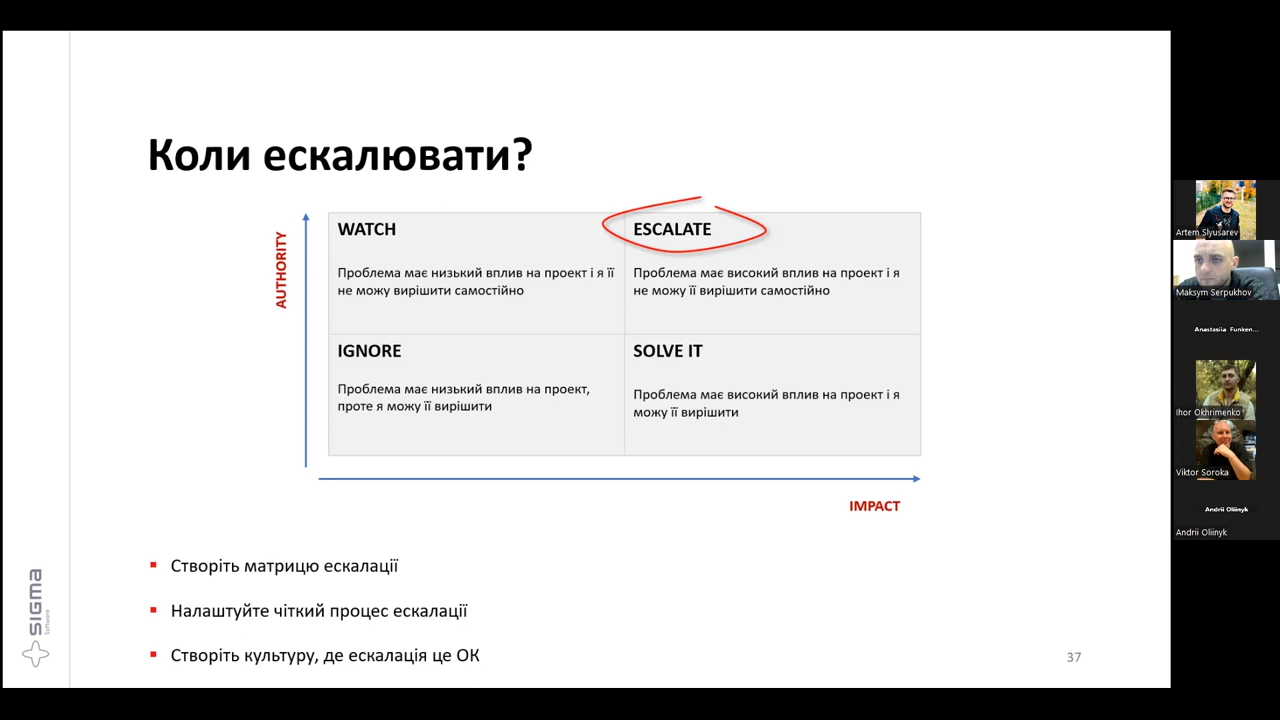 Коли ескалювати?
AUTHORITY
WATCH
Проблема має низький вплив на проект і я її
не можу вирішити самостійно
ESCALATE
Проблема має високий вплив на проект і я
не можу її вирішити самостійно
IGNORE
Проблема має низький вплив на проект,
проте я можу її вирішити
SOLVE IT
Проблема має високий вплив на проект і я
можу її вирішити
IMPACT
Створіть матрицю ескалації
Налаштуйте чіткий процес ескалації
Створіть культуру, де ескалація це ОК
37
SIGMA
Software
Artem Slyusarev
Maksym Serpukhov
Anastasiia Funken...
Ihor Okhrimenko
Viktor Soroka
Andrii Oliinyk
Andrii Oliinyk